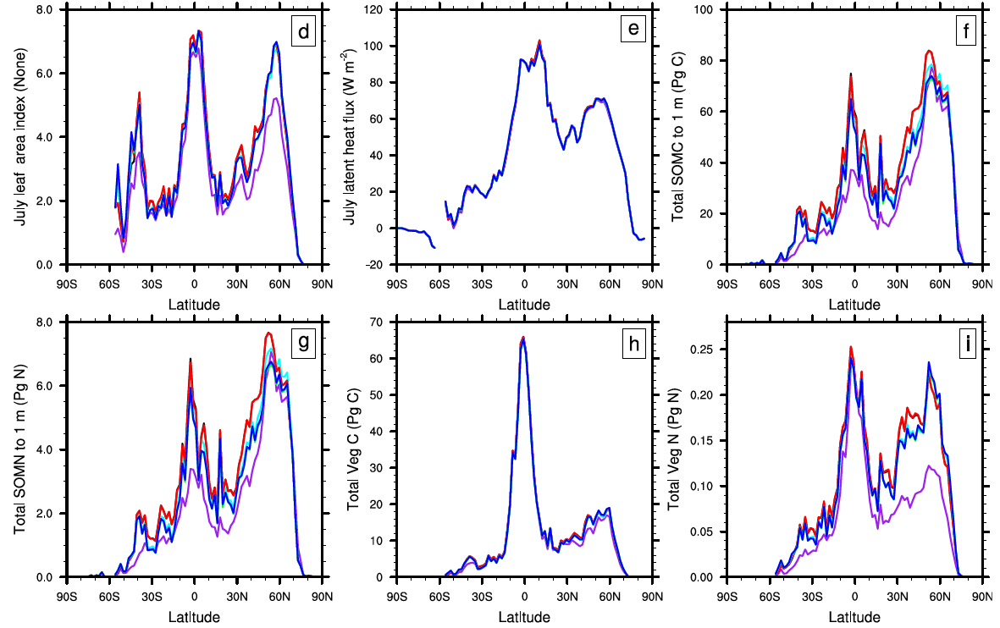 8.0
6.0
4.0
2.0
0.0
July leaf area index (None)
d
90S 60S 30S 0 30N 60N 90N
Latitude
120
100
80
60
40
20
0
-20
July latent heat flux (W m-2)
e
90S 60S 30S 0 30N 60N 90N
Latitude
100
80
60
40
20
0
Total SOMC to 1 m (Pg C)
f
90S 60S 30S 0 30N 60N 90N
Latitude
8.0
6.0
4.0
2.0
0.0
Total SOMN to 1 m (Pg N)
g
90S 60S 30S 0 30N 60N 90N
Latitude
70
60
50
40
30
20
10
0
Total Veg C (Pg C)
h
90S 60S 30S 0 30N 60N 90N
Latitude
0.25
0.20
0.15
0.10
0.05
0.00
Total Veg N (Pg N)
i
90S 60S 30S 0 30N 60N 90N
Latitude